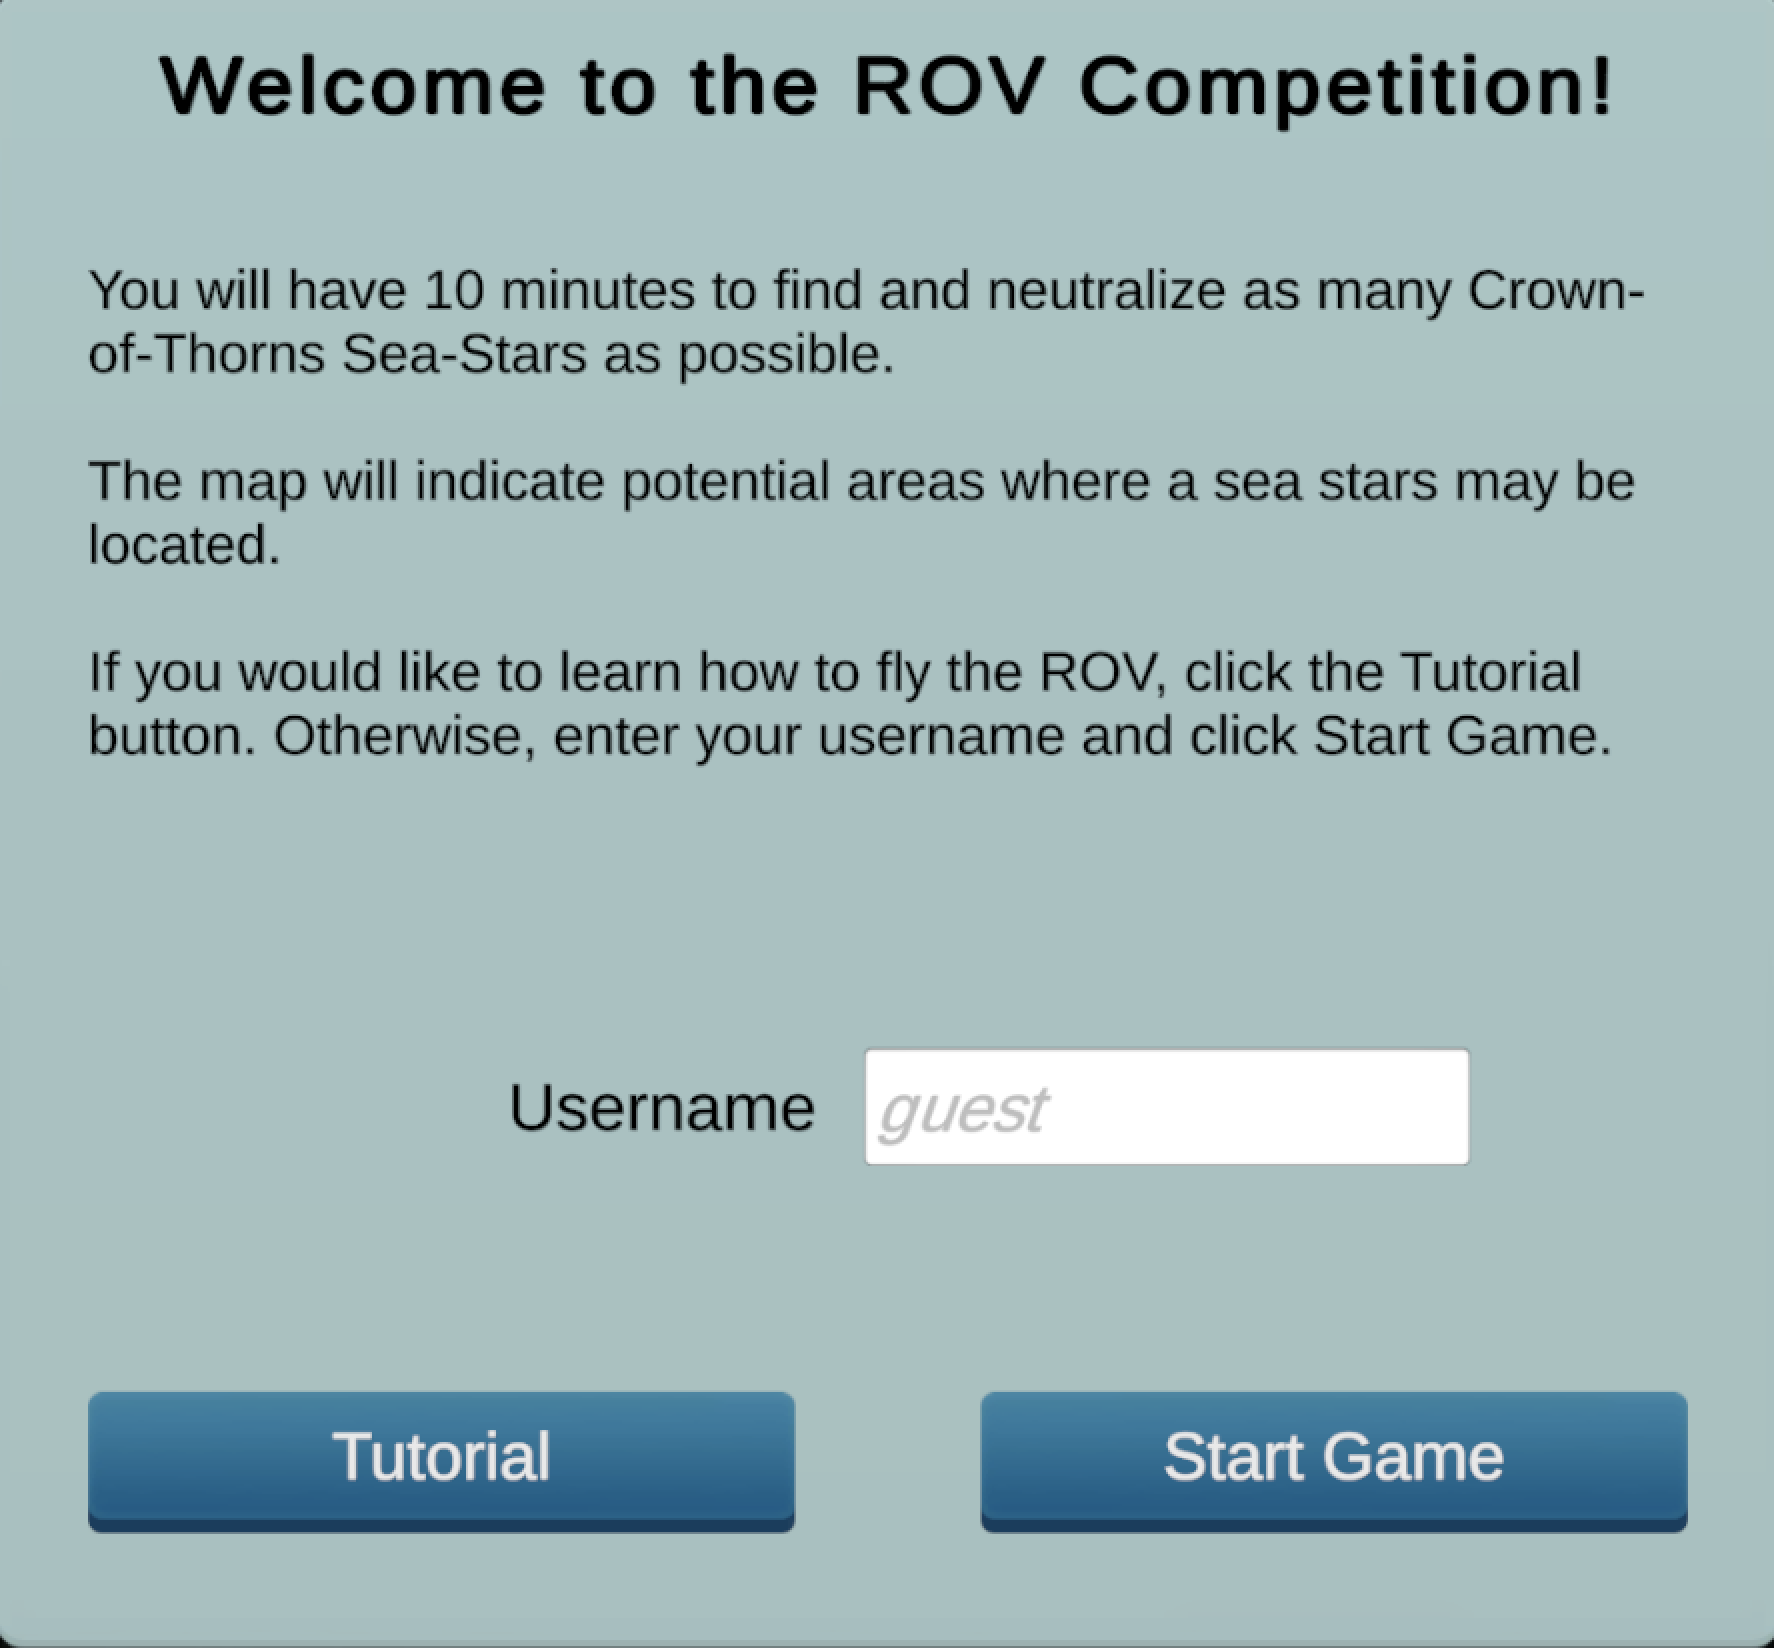 Welcome to the ROV Competition!
You will have 10 minutes to find and neutralize as many Crown-
of-Thorns Sea-Stars as possible.
The map will indicate potential areas where a sea stars may be
located.
If you would like to learn how to fly the ROV, click the Tutorial
button. Otherwise, enter your username and click Start Game.
Username guest
Tutorial Start Game